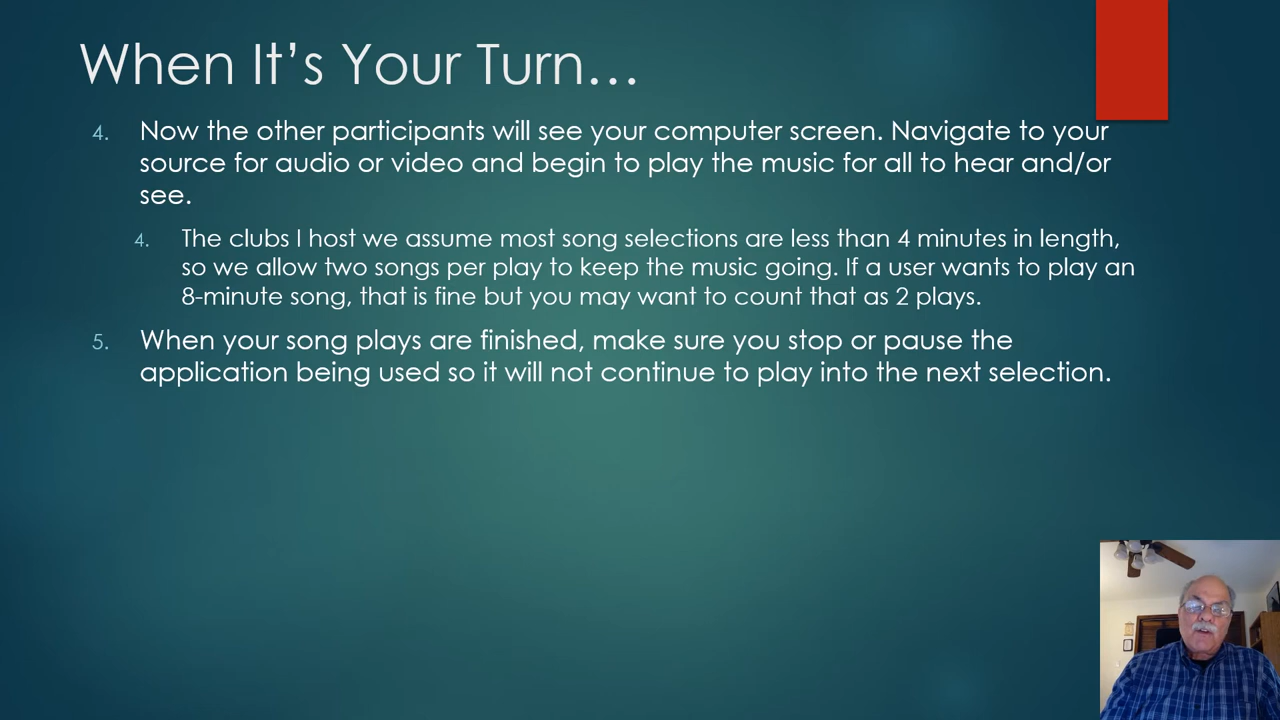 When It's Your Turn…
4. Now the other participants will see your computer screen. Navigate to your
source for audio or video and begin to play the music for all to hear and/or
see.
4. The clubs I host we assume most song selections are less than 4 minutes in length,
so we allow two songs per play to keep the music going. If a user wants to play an
8-minute song, that is fine but you may want to count that as 2 plays.
5. When your song plays are finished, make sure you stop or pause the
application being used so it will not continue to play into the next selection.